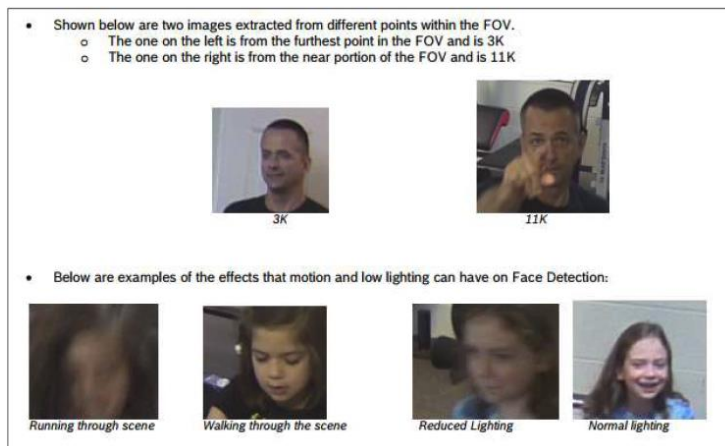 • Shown below are two images extracted from different points within the FOV.
o The one on the left is from the furthest point in the FOV and is 3K
o The one on the right is from the near portion of the FOV and is 11K
3K
11K
• Below are examples of the effects that motion and low lighting can have on Face Detection:
Running through scene
Walking through the scene
Reduced Lighting
Normal lighting